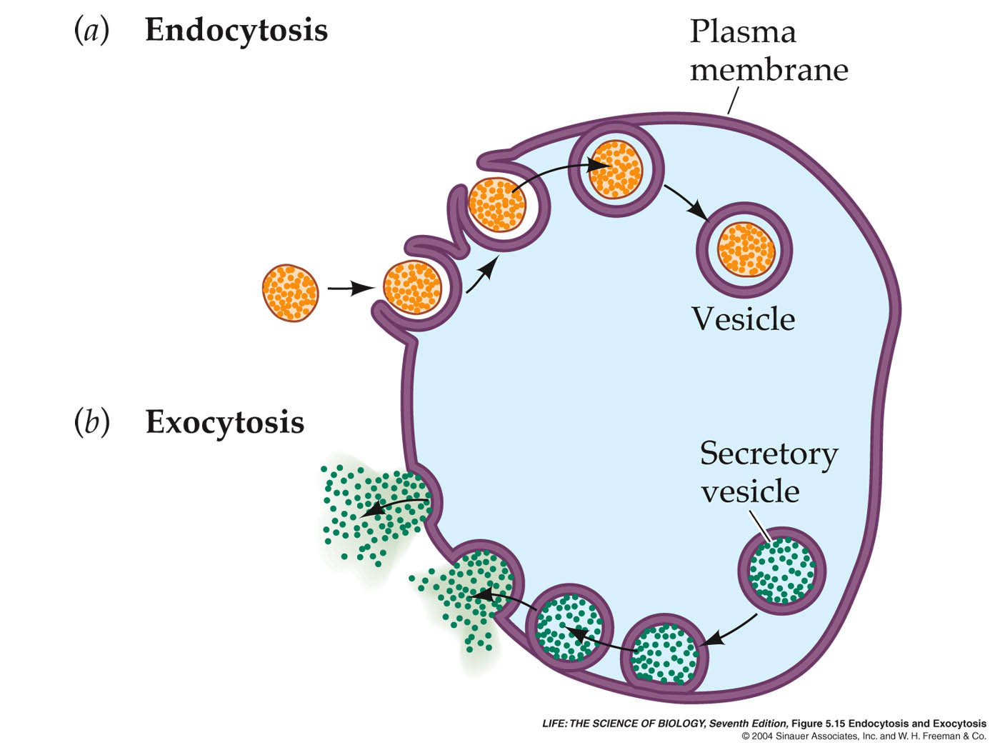 (a) Endocytosis
Plasma
membrane
Vesicle
(b) Exocytosis
Secretory
vesicle
LIFE: THE SCIENCE OF BIOLOGY, Seventh Edition, Figure 5.15 Endocytosis and Exocytosis
© 2004 Sinauer Associates, Inc. and W. H. Freeman & Co.